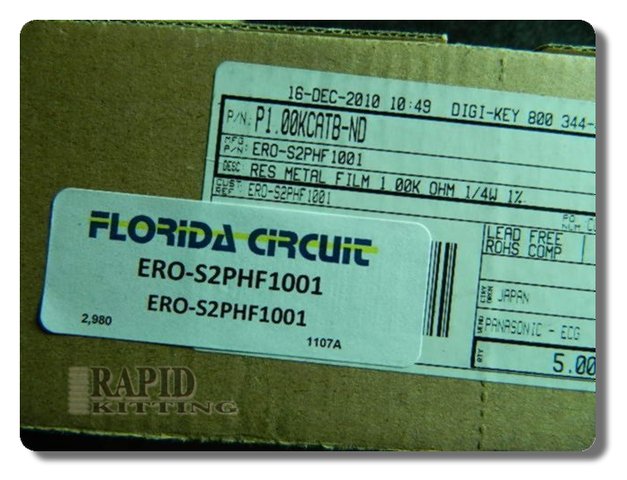 16-DEC-2010 10:49 DIGI-KEY 800 344-
P/N: P1.00KCATB-ND
MFG P/N: ERO-S2PHF1001
DESC: RES METAL FILM 1 00K OHM 1/4W 1%
CUST REF: ERO-S2PHF1001
LEAD FREE
ROHS COMP
JAPAN
PANASONIC - ECG
QTY 5.00
FLORIDA CIRCUIT
ERO-S2PHF1001
ERO-S2PHF1001
2,980
1107A
RAPID
KITTING